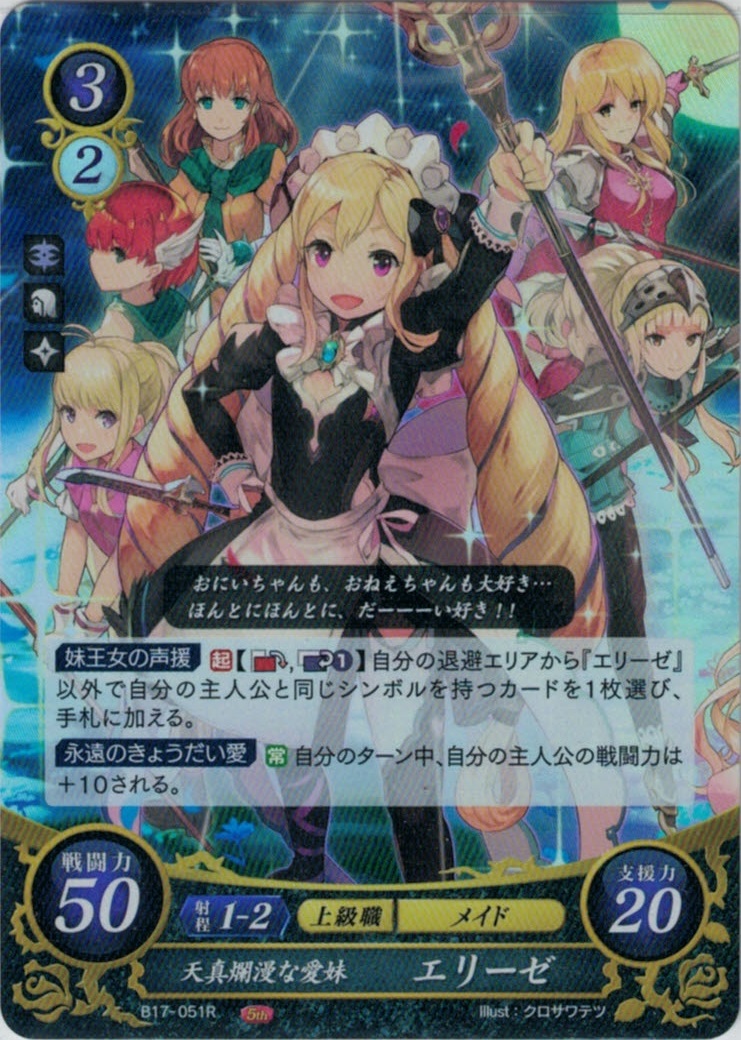 3
2
おにいちゃんも、おねえちゃんも大好き…
ほんとにほんとに、だーーーい好き！！
妹王女の声援 起【,1】自分の退避エリアから『エリーゼ』
以外で自分の主人公と同じシンボルを持つカードを1枚選び、
手札に加える。
永遠のきょうだい愛 常 自分のターン中、自分の主人公の戦闘力は
＋10される。
戦闘力
50
射程 1-2 上級職 メイド
支援力
20
天真爛漫な愛妹 エリーゼ
B17-051R 5th Illust：クロサワテツ